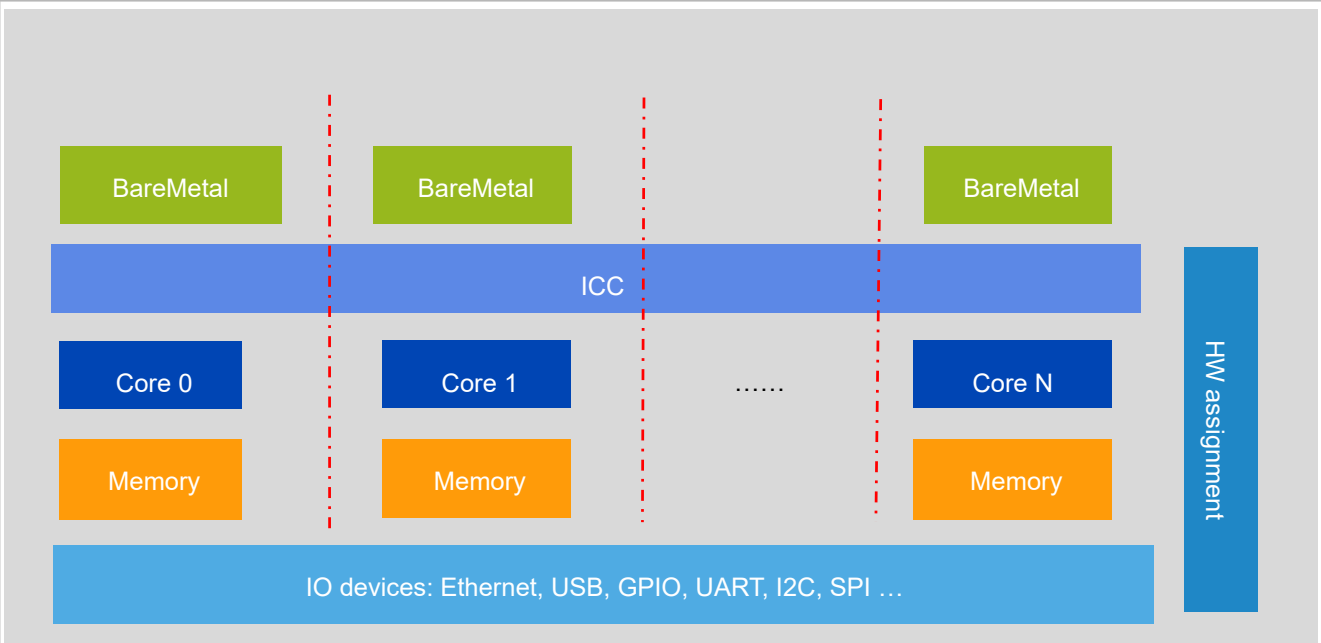 BareMetal
BareMetal
BareMetal
ICC
Core 0
Core 1
......
Core N
Memory
Memory
Memory
IO devices: Ethernet, USB, GPIO, UART, I2C, SPI …
HW assignment